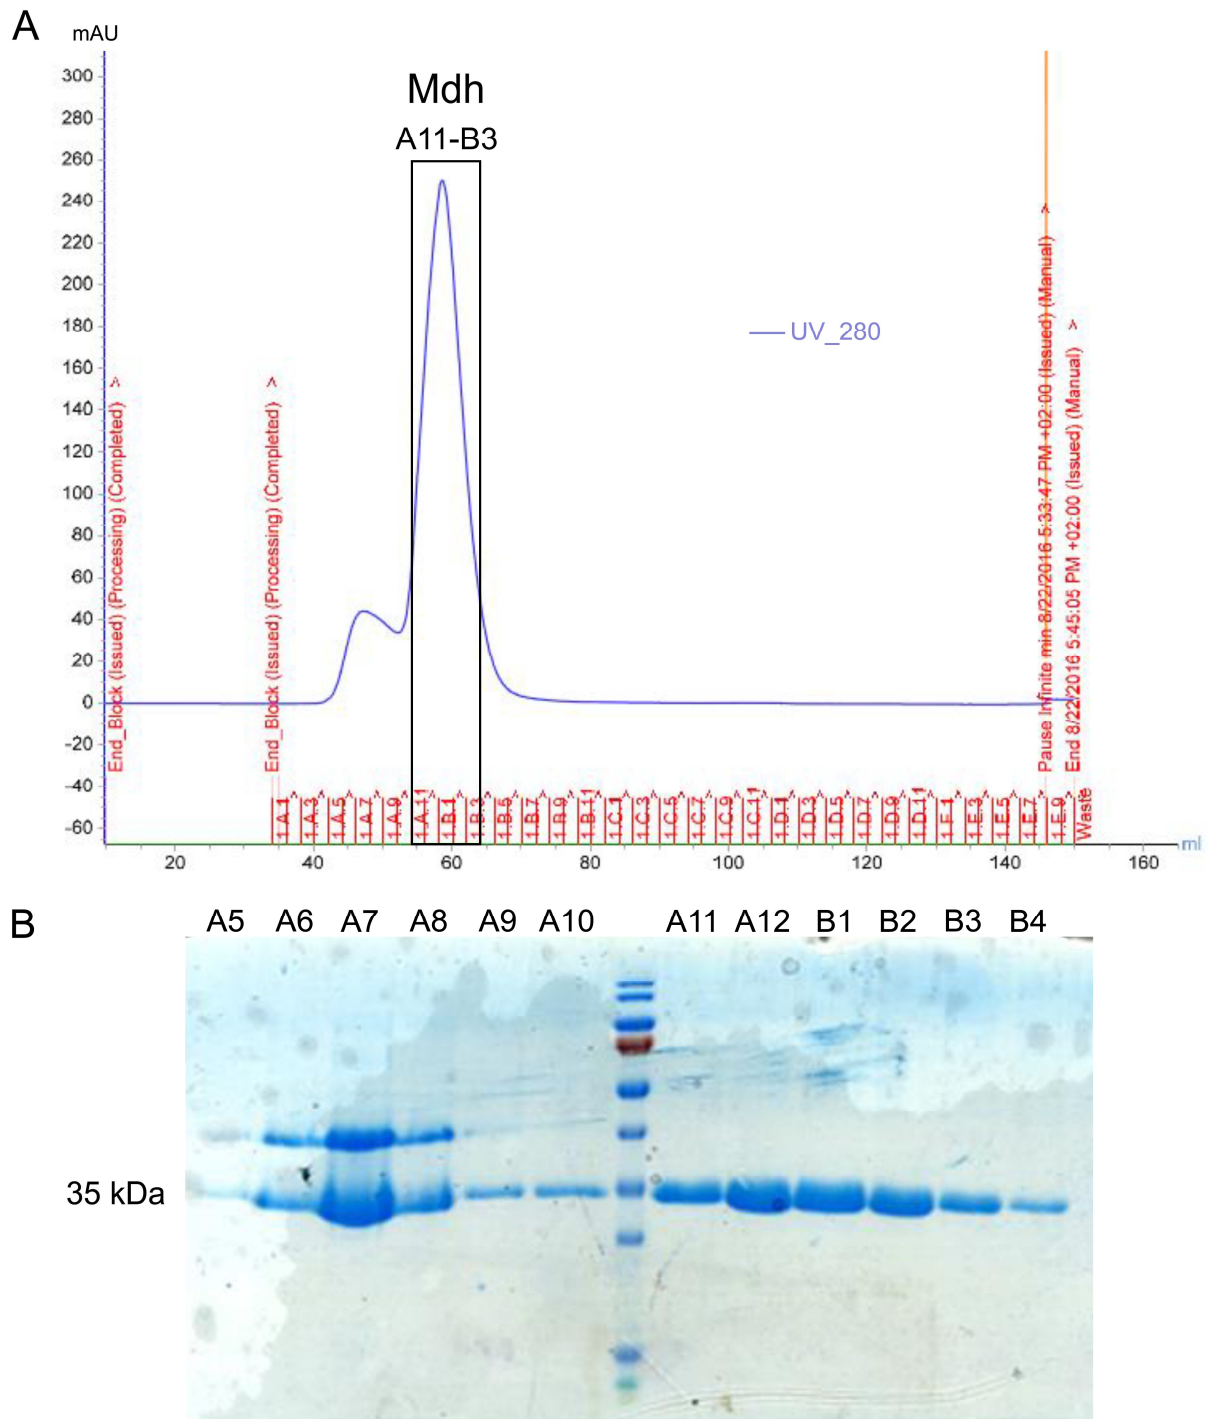 A
mAU
Mdh
A11-B3
300
280
260
240
220
200
180
160
140
120
100
80
60
40
20
0
-20
-40
-60
UV_280
End_Block (Issued) (Processing) (Completed)
End_Block (Issued) (Processing) (Completed)
Pause Infinite min 8/22/2016 5:33:47 PM +02:00 (Issued) (Manual)
End 8/22/2016 5:45:05 PM +02:00 (Issued) (Manual)
1.A.1 1.A.3 1.A.5 1.A.7 1.A.9 1.A.11 1.B.1 1.B.3 1.B.5 1.B.7 1.B.9 1.B.11 1.C.1 1.C.3 1.C.5 1.C.7 1.C.9 1.C.11 1.D.1 1.D.3 1.D.5 1.D.7 1.D.9 1.D.11 1.E.1 1.E.3 1.E.5 1.E.7 1.E.9 Waste
20 40 60 80 100 120 140 160 ml
B
A5 A6 A7 A8 A9 A10 A11 A12 B1 B2 B3 B4
35 kDa